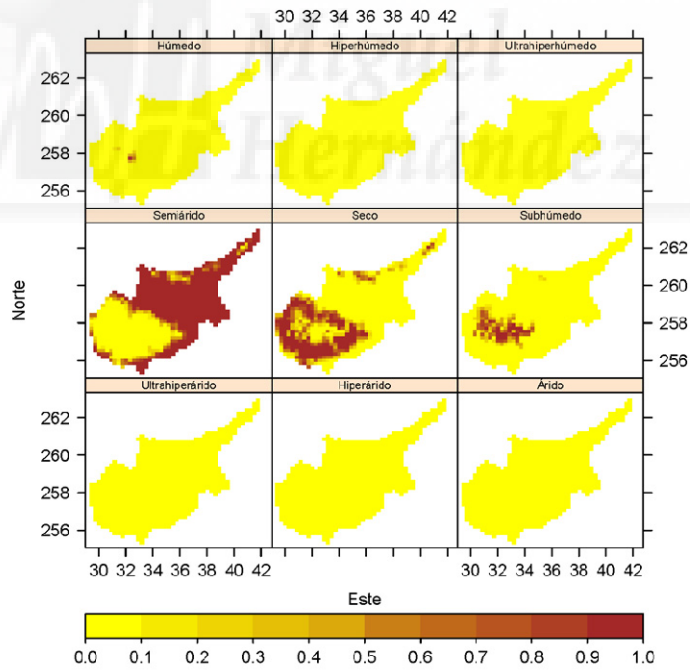 30 32 34 36 38 40 42
Húmedo Hiperhúmedo Ultrahiperhúmedo
Miguel
Hernández
262
260
258
256
Semiárido Seco Subhúmedo
262
260
258
256
Norte
Ultrahiperárido Hiperárido Árido
262
260
258
256
30 32 34 36 38 40 42 30 32 34 36 38 40 42
Este
0.0 0.1 0.2 0.3 0.4 0.5 0.6 0.7 0.8 0.9 1.0